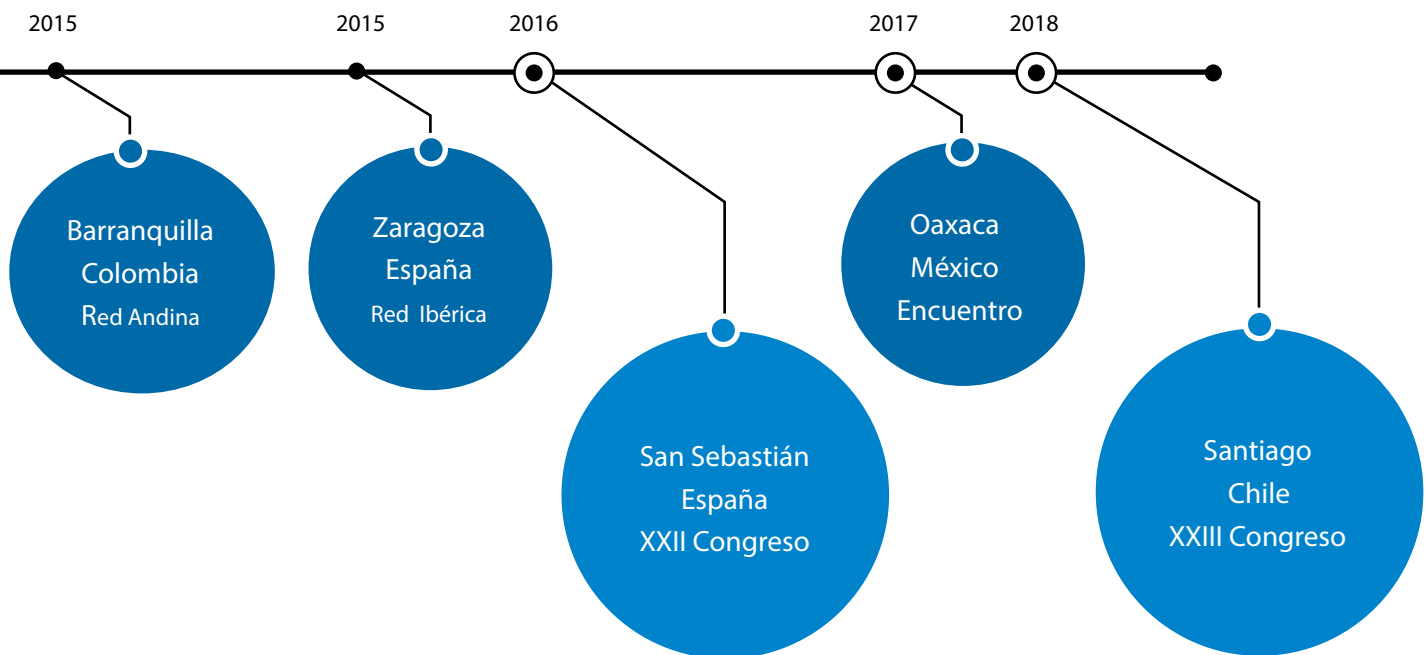 2015
2015
2016
2017
2018
Barranquilla
Colombia
Red Andina
Zaragoza
España
Red Ibérica
San Sebastián
España
XXII Congreso
Oaxaca
México
Encuentro
Santiago
Chile
XXIII Congreso